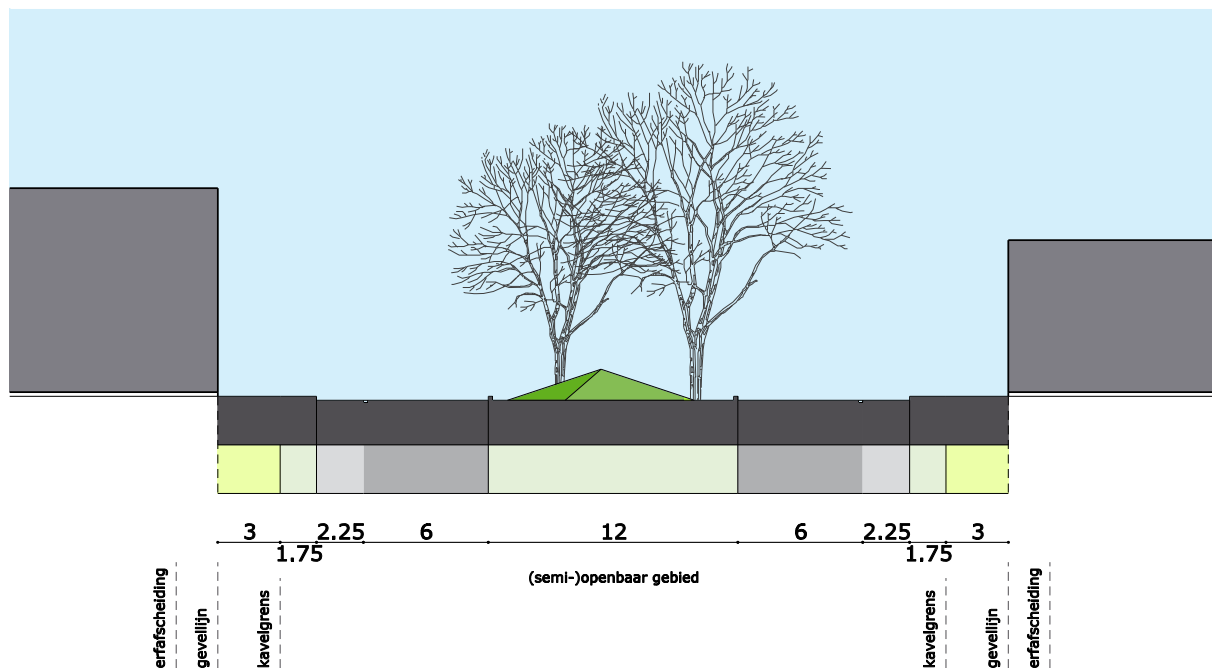 3 2.25 6 12 6 2.25 3
1.75 1.75
(semi-)openbaar gebied
erfafscheiding
gevellijn
kavelgrens
kavelgrens
gevellijn
erfafscheiding